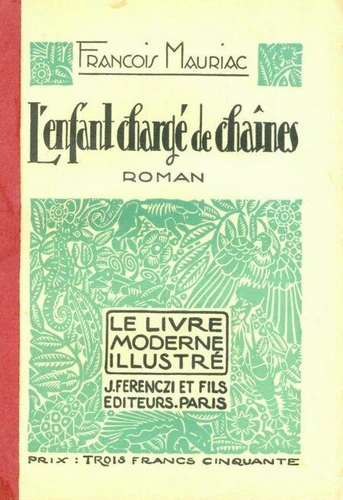 FRANCOIS MAURIAC
L'enfant chargé de chaînes
ROMAN
LE LIVRE
MODERNE
ILLUSTRÉ
J. FERENCZI ET FILS
EDITEURS. PARIS
PRIX : TROIS FRANCS CINQUANTE